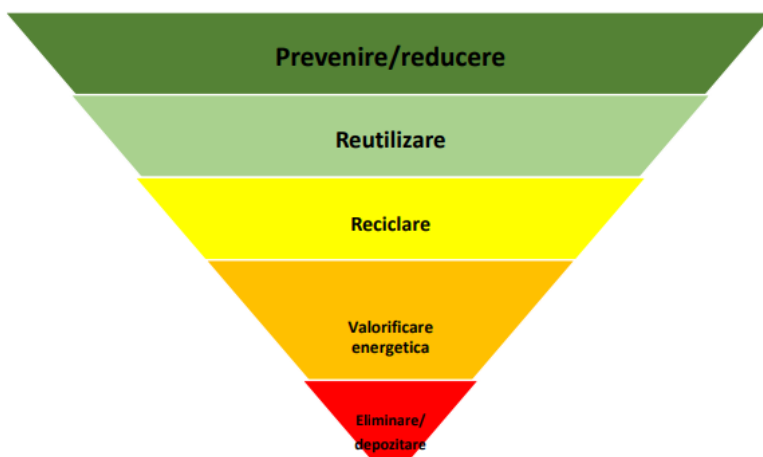 Prevenire/reducere
Reutilizare
Reciclare
Valorificare
energetica
Eliminare/
depozitare